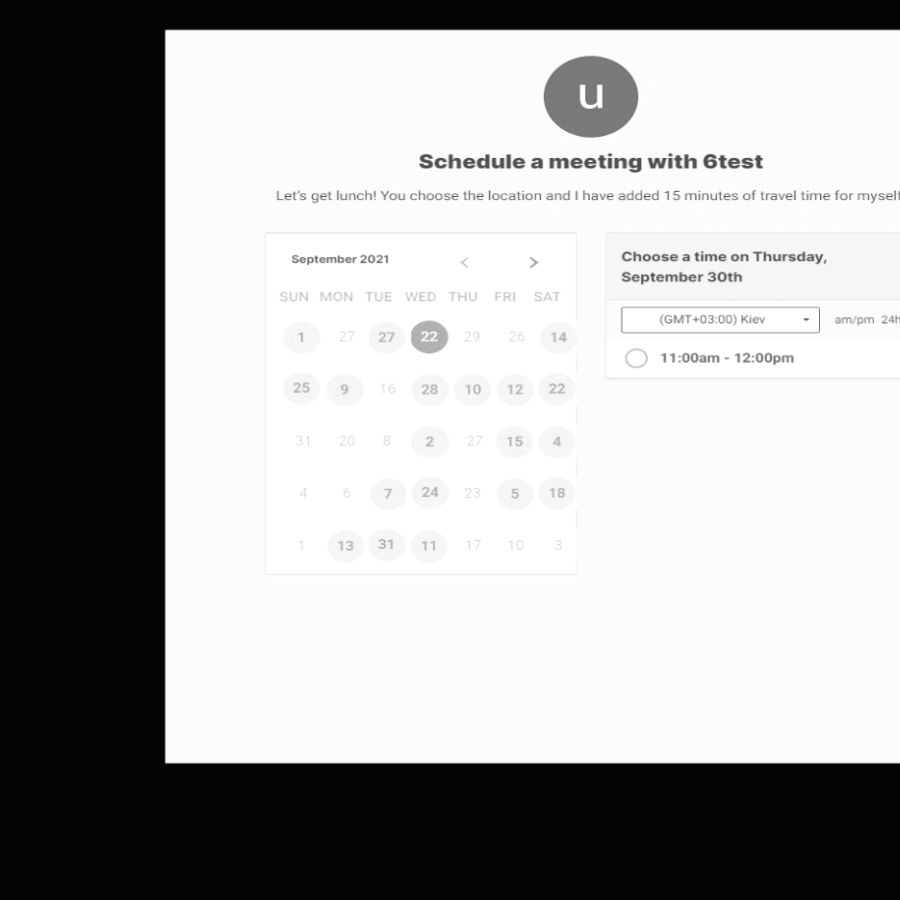 u
Schedule a meeting with 6test
Let's get lunch! You choose the location and I have added 15 minutes of travel time for myself
September 2021 < >
SUN MON TUE WED THU FRI SAT
1 27 27 22 29 26 14
25 9 16 28 10 12 22
31 20 8 2 27 15 4
4 6 7 24 23 5 18
1 13 31 11 17 10 3
Choose a time on Thursday,
September 30th
(GMT+03:00) Kiev am/pm 24h
11:00am - 12:00pm